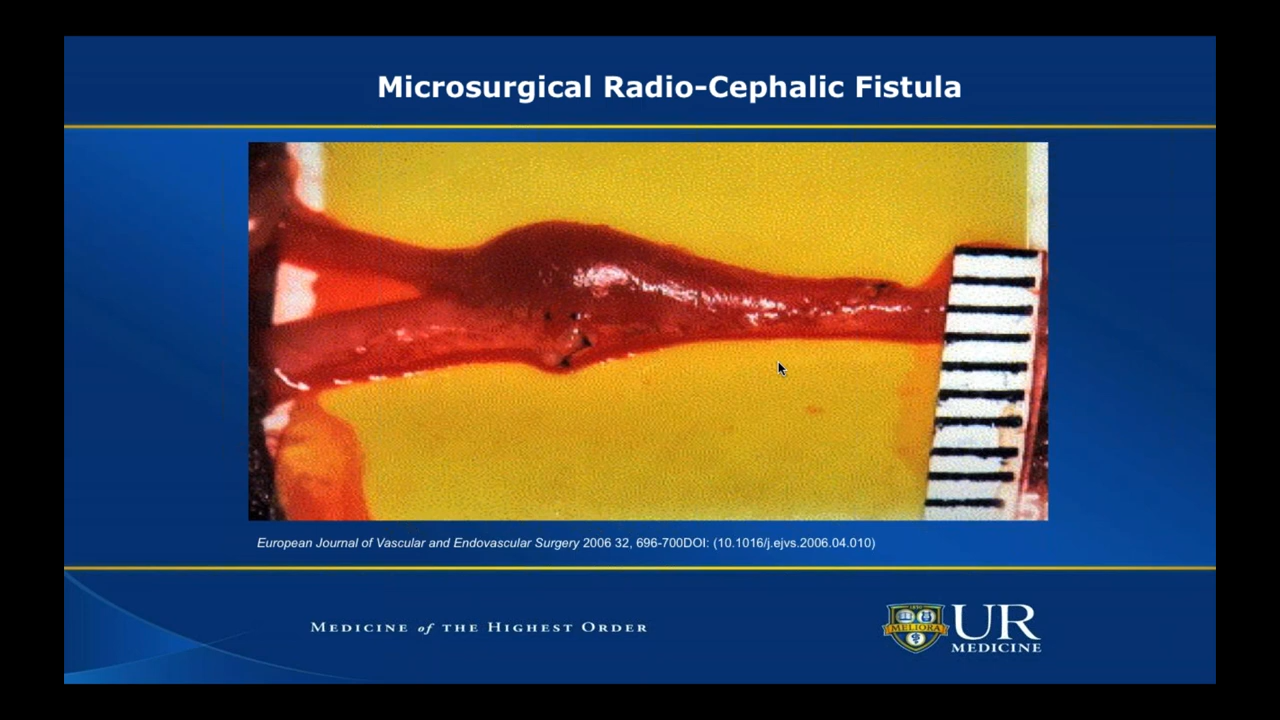 Microsurgical Radio-Cephalic Fistula
European Journal of Vascular and Endovascular Surgery 2006 32, 696-700DOI: (10.1016/j.ejvs.2006.04.010)
MEDICINE of THE HIGHEST ORDER
MELIORA
UR
MEDICINE